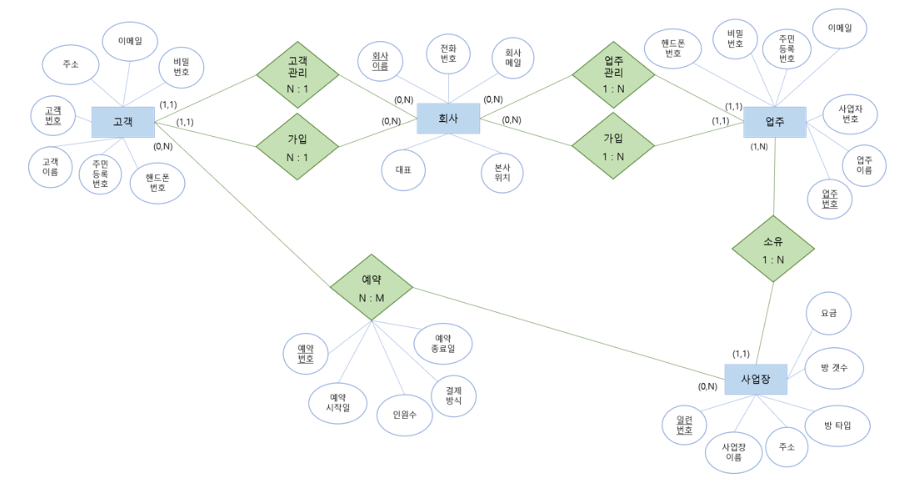 이메일
주소
비밀
번호
고객
번호
고객
고객
이름
주민
등록
번호
핸드폰
번호
(1,1)
(1,1)
(0,N)
고객
관리
N : 1
가입
N : 1
(0,N)
(0,N)
회사
이름
전화
번호
회사
메일
회사
대표
본사
위치
(0,N)
(0,N)
업주
관리
1 : N
가입
1 : N
(1,1)
(1,1)
(1,N)
핸드폰
번호
비밀
번호
주민
등록
번호
이메일
업주
사업자
번호
업주
이름
업주
번호
소유
1 : N
예약
N : M
예약
번호
예약
시작일
인원수
결제
방식
예약
종료일
(1,1)
(0,N)
사업장
요금
방 갯수
방 타입
주소
사업장
이름
일련
번호